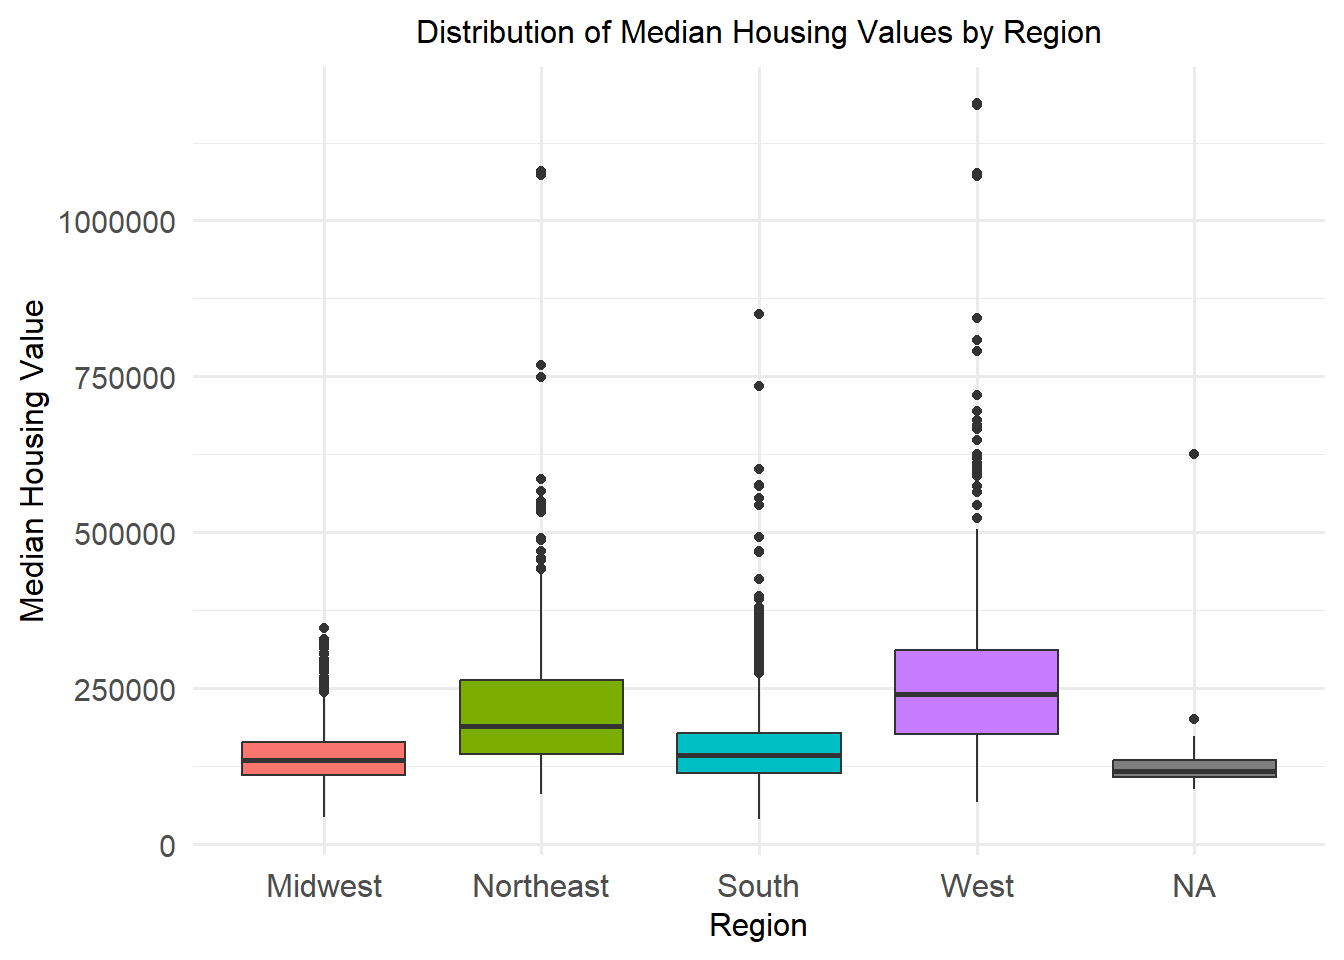 Distribution of Median Housing Values by Region
Median Housing Value
1000000
750000
500000
250000
0
Midwest Northeast South West NA
Region